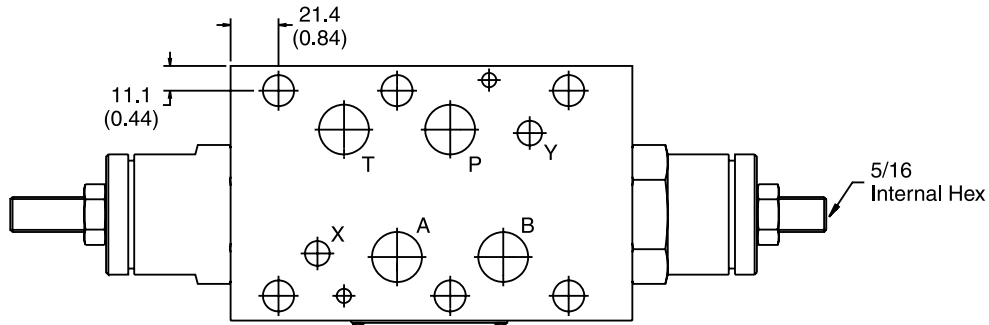 21.4
(0.84)
11.1
(0.44)
T
P
Y
5/16
Internal Hex
X
A
B